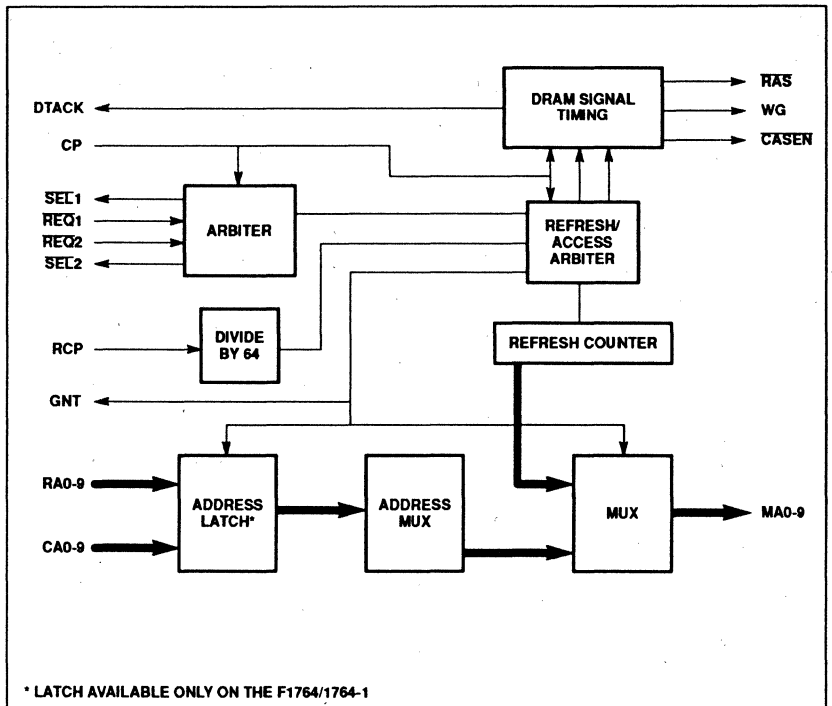 DTACK
CP
SEL1
REQ1
REQ2
SEL2
RCP
GNT
RA0-9
CA0-9
ARBITER
DIVIDE
BY 64
ADDRESS
LATCH*
ADDRESS
MUX
DRAM SIGNAL
TIMING
REFRESH/
ACCESS
ARBITER
REFRESH COUNTER
MUX
RAS
WG
CASEN
MA0-9
* LATCH AVAILABLE ONLY ON THE F1764/1764-1